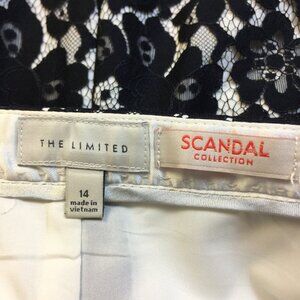 THE LIMITED
SCANDAL
COLLECTION
14
made in
vietnam